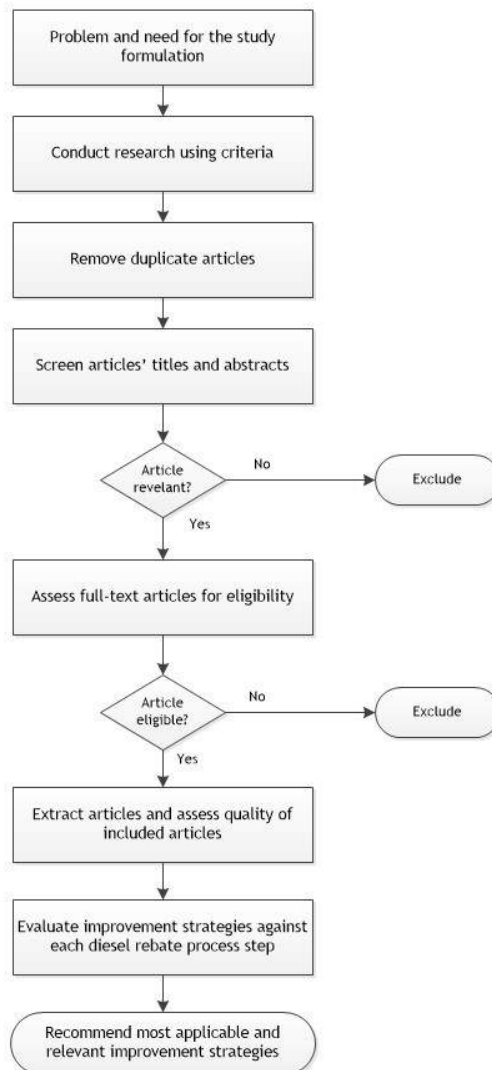 Problem and need for the study
formulation
Conduct research using criteria
Remove duplicate articles
Screen articles’ titles and abstracts
Article
revelant?
No
Exclude
Yes
Assess full-text articles for eligibility
Article
eligible?
No
Exclude
Yes
Extract articles and assess quality of
included articles
Evaluate improvement strategies against
each diesel rebate process step
Recommend most applicable and
relevant improvement strategies